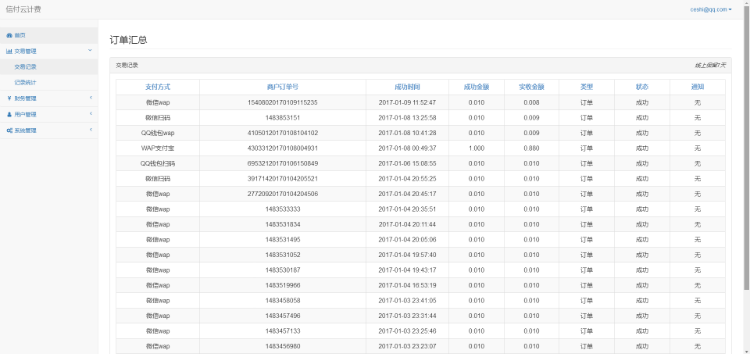 信付云计费
ceshi@qq.com
首页
交易管理
交易记录
记录统计
财务管理
用户管理
系统管理
订单汇总
交易记录
线上保留7天
支付方式 商户订单号 成功时间 成功金额 实收金额 类型 状态 通知
微信wap 15408020170109115235 2017-01-09 11:52:47 0.010 0.008 订单 成功 无
微信扫码 1483853151 2017-01-08 13:25:58 0.010 0.009 订单 成功 无
QQ钱包wap 41050120170108104102 2017-01-08 10:41:28 0.010 0.009 订单 成功 无
WAP支付宝 43033120170108004931 2017-01-08 00:49:37 1.000 0.880 订单 成功 无
QQ钱包扫码 69532120170106150849 2017-01-06 15:08:55 0.010 0.010 订单 成功 无
微信扫码 39171420170104205521 2017-01-04 20:55:25 0.010 0.010 订单 成功 无
微信wap 27720920170104204506 2017-01-04 20:45:17 0.010 0.010 订单 成功 无
微信wap 1483533333 2017-01-04 20:35:51 0.010 0.010 订单 成功 无
微信wap 1483531834 2017-01-04 20:11:44 0.010 0.010 订单 成功 无
微信wap 1483531495 2017-01-04 20:05:06 0.010 0.010 订单 成功 无
微信wap 1483531052 2017-01-04 19:57:40 0.010 0.010 订单 成功 无
微信wap 1483530187 2017-01-04 19:43:17 0.010 0.010 订单 成功 无
微信wap 1483519966 2017-01-04 16:53:19 0.010 0.010 订单 成功 无
微信wap 1483458058 2017-01-03 23:41:05 0.010 0.010 订单 成功 无
微信wap 1483457496 2017-01-03 23:31:44 0.010 0.010 订单 成功 无
微信wap 1483457133 2017-01-03 23:25:46 0.010 0.010 订单 成功 无
微信wap 1483456980 2017-01-03 23:23:07 0.010 0.010 订单 成功 无